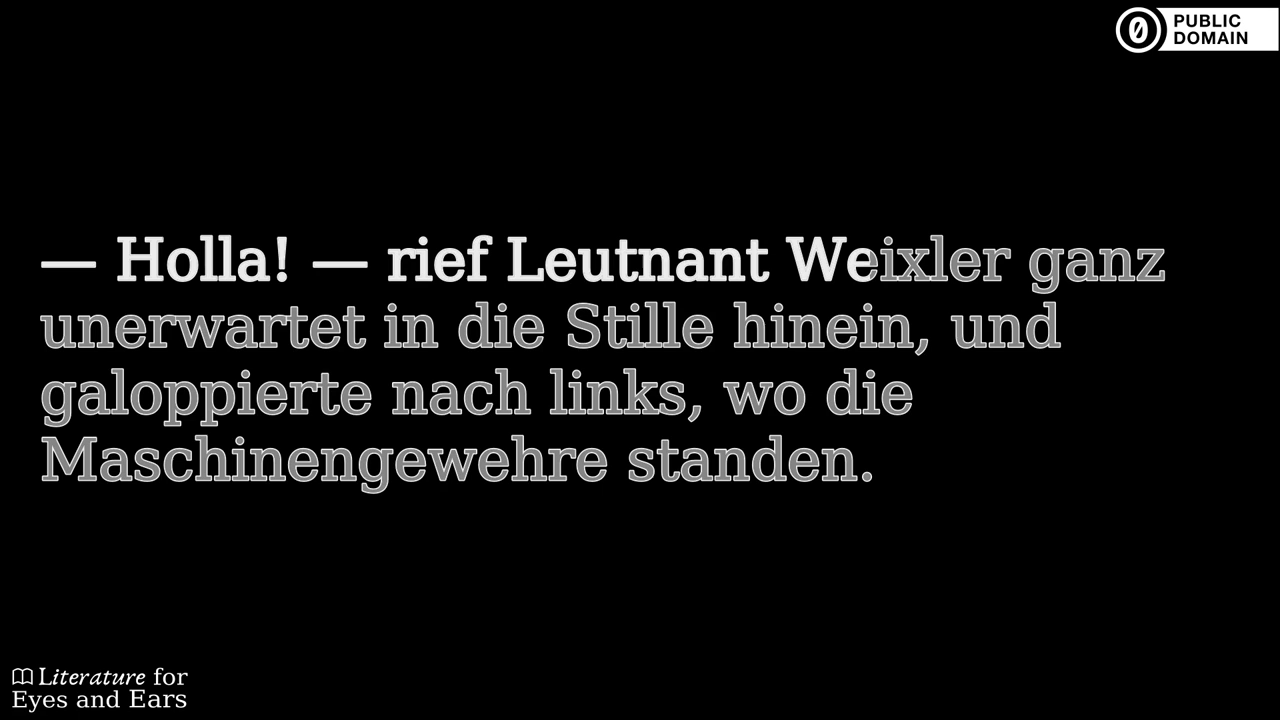 PUBLIC
DOMAIN
— Holla! — rief Leutnant Weixler ganz
unerwartet in die Stille hinein, und
galoppierte nach links, wo die
Maschinengewehre standen.
Literature for
Eyes and Ears